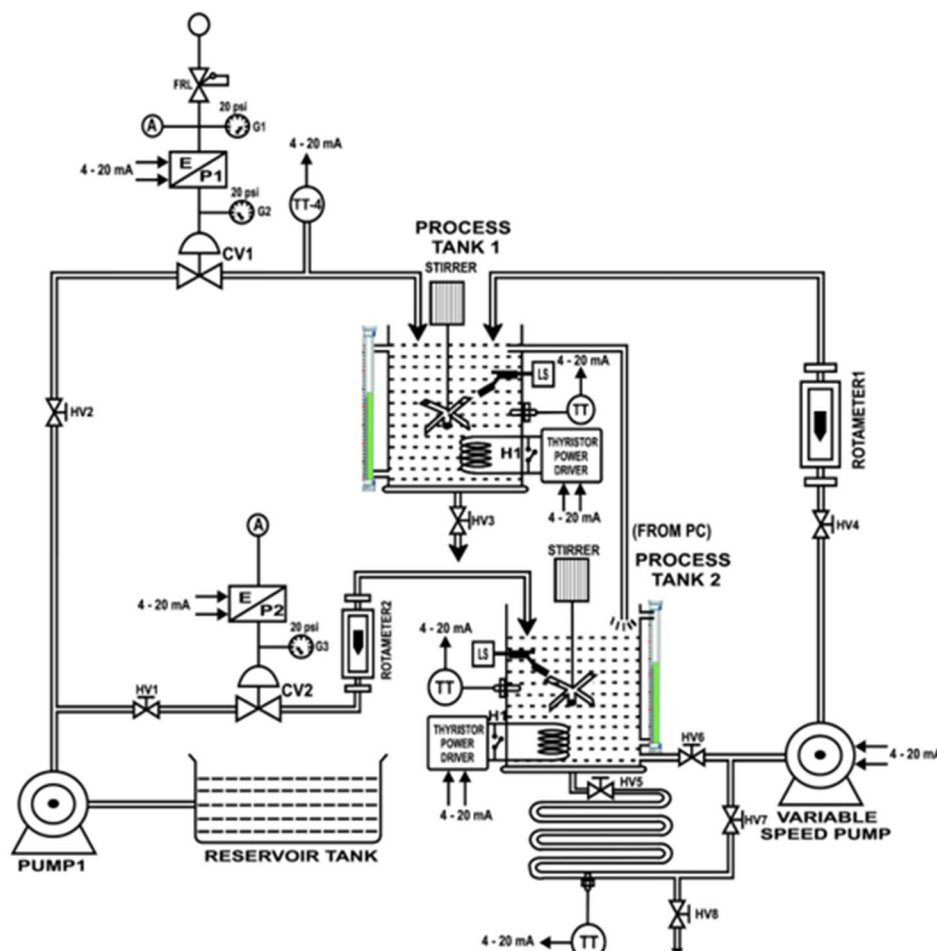 FRL
20 psi
A
G1
4 - 20 mA
E
P1
4 - 20 mA
20 psi
G2
TT-4
CV1
PROCESS
TANK 1
STIRRER
HV2
4 - 20 mA
LS
TT
ROTAMETER1
H1
THYRISTOR
POWER
DRIVER
4 - 20 mA
HV3
HV4
(FROM PC)
STIRRER
PROCESS
TANK 2
A
4 - 20 mA
E
P2
20 psi
G3
ROTAMETER2
4 - 20 mA
LS
TT
HV1
CV2
H1
THYRISTOR
POWER
DRIVER
4 - 20 mA
HV6
4 - 20 mA
HV5
HV7
VARIABLE
SPEED PUMP
PUMP1
RESERVOIR TANK
HV8
4 - 20 mA
TT